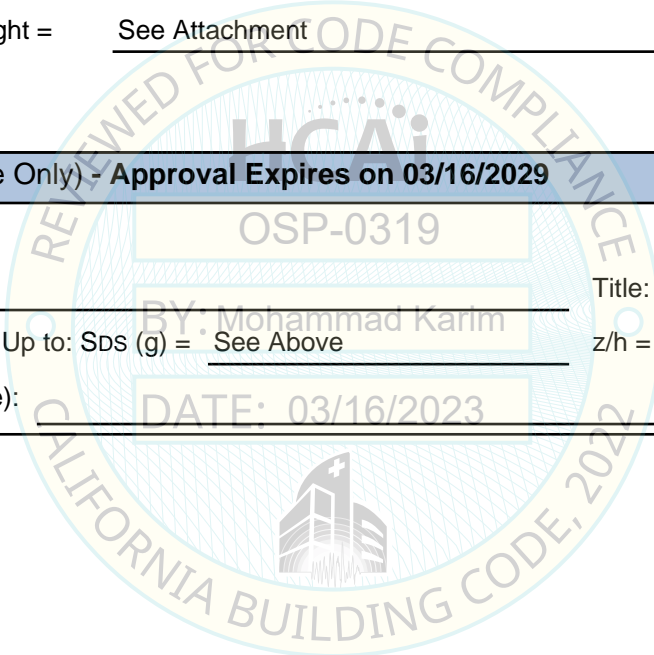 ght = See Attachment
REVIEWED FOR CODE COMPLIANCE
HCAi
e Only) - Approval Expires on 03/16/2029
OSP-0319
Title:
BY: Mohammad Karim
Up to: SDS (g) = See Above z/h =
e):
DATE: 03/16/2023
CALIFORNIA BUILDING CODE, 2022